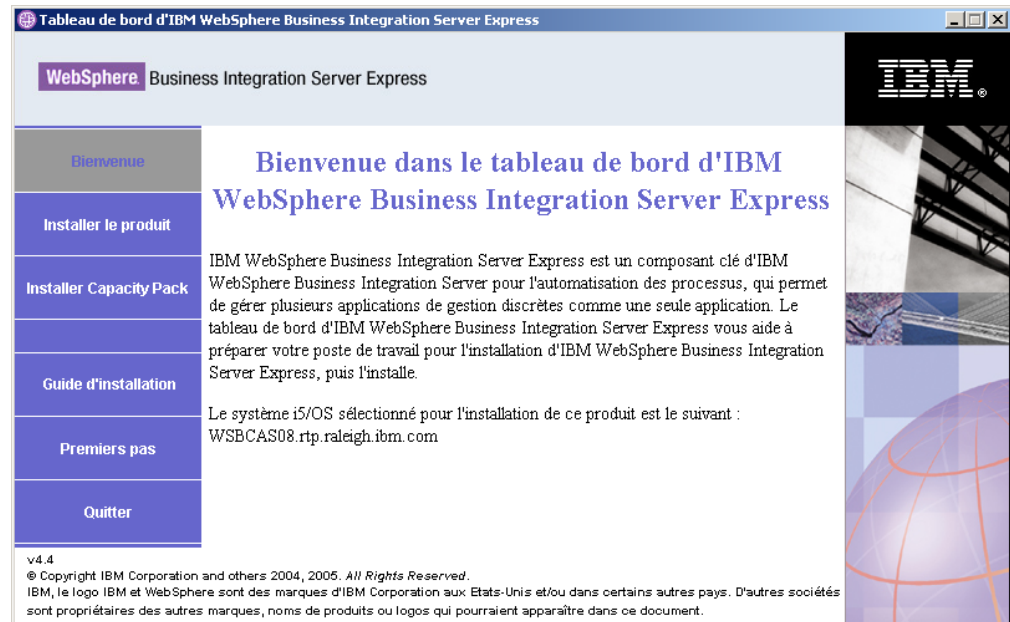 Tableau de bord d'IBM WebSphere Business Integration Server Express
WebSphere. Business Integration Server Express
IBM®
Bienvenue
Installer le produit
Installer Capacity Pack
Guide d'installation
Premiers pas
Quitter
Bienvenue dans le tableau de bord d'IBM
WebSphere Business Integration Server Express
IBM WebSphere Business Integration Server Express est un composant clé d'IBM
WebSphere Business Integration Server pour l'automatisation des processus, qui permet
de gérer plusieurs applications de gestion discrètes comme une seule application. Le
tableau de bord d'IBM WebSphere Business Integration Server Express vous aide à
préparer votre poste de travail pour l'installation d'IBM WebSphere Business Integration
Server Express, puis l'installe.
Le système i5/OS sélectionné pour l'installation de ce produit est le suivant :
WSBCAS08.rtp.raleigh.ibm.com
v4.4
© Copyright IBM Corporation and others 2004, 2005. All Rights Reserved.
IBM, le logo IBM et WebSphere sont des marques d'IBM Corporation aux Etats-Unis et/ou dans certains autres pays. D'autres sociétés
sont propriétaires des autres marques, noms de produits ou logos qui pourraient apparaître dans ce document.